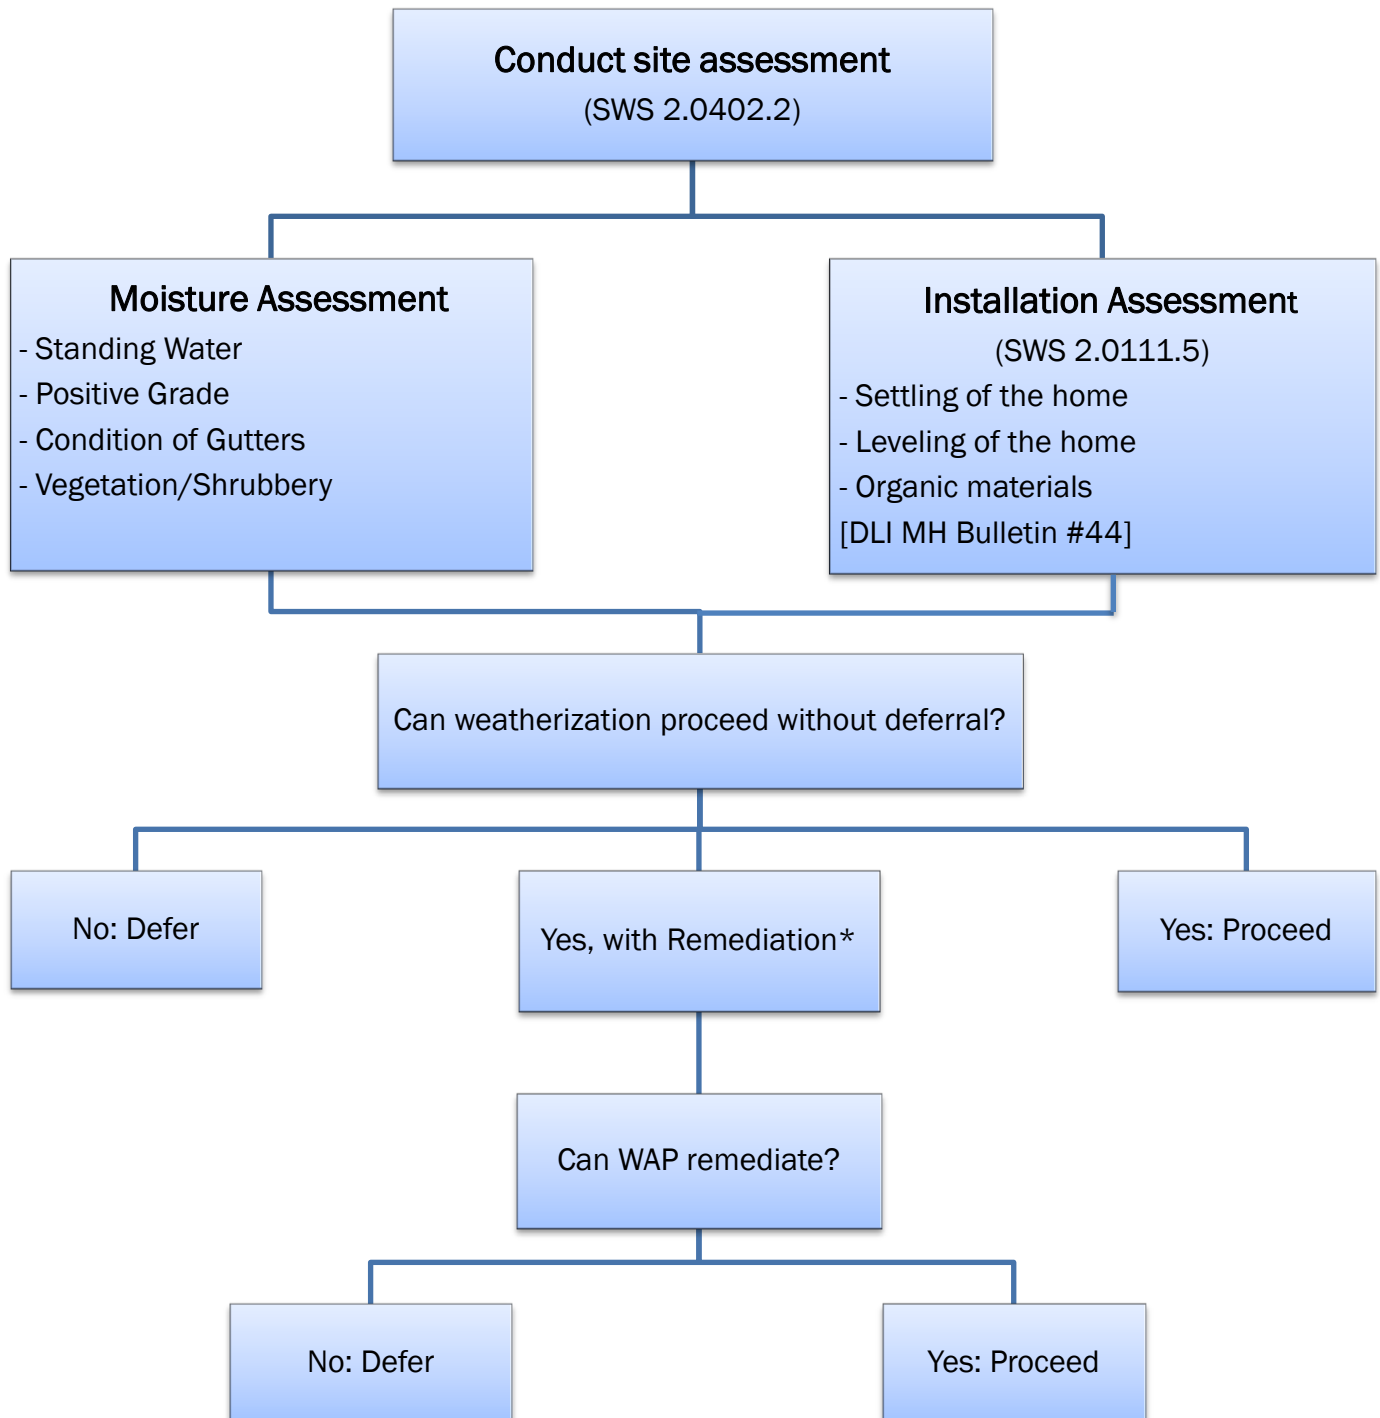 Conduct site assessment
(SWS 2.0402.2)
Moisture Assessment
- Standing Water
- Positive Grade
- Condition of Gutters
- Vegetation/Shrubbery
Installation Assessment
(SWS 2.0111.5)
- Settling of the home
- Leveling of the home
- Organic materials
[DLI MH Bulletin #44]
Can weatherization proceed without deferral?
No: Defer
Yes, with Remediation*
Yes: Proceed
Can WAP remediate?
No: Defer
Yes: Proceed